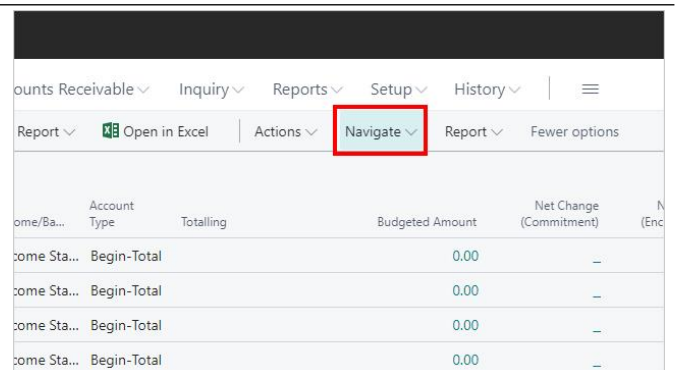 ounts Receivable Inquiry Reports Setup History
Report Open in Excel Actions Navigate Report Fewer options
Account Net Change N
ome/Ba... Type Totalling Budgeted Amount (Commitment) (Enc
come Sta... Begin-Total 0.00 _
come Sta... Begin-Total 0.00 _
come Sta... Begin-Total 0.00 _
come Sta... Begin-Total 0.00 _